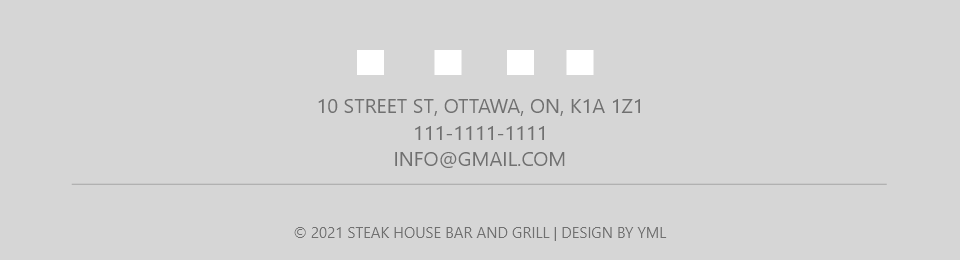 10 STREET ST, OTTAWA, ON, K1A 1Z1
111-1111-1111
INFO@GMAIL.COM
© 2021 STEAK HOUSE BAR AND GRILL | DESIGN BY YML